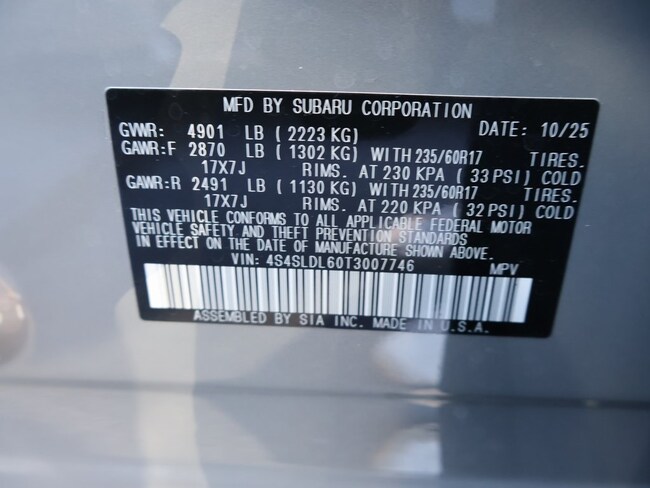 MFD BY SUBARU CORPORATION
GVWR: 4901 LB (2223 KG) DATE: 10/25
GAWR:F 2870 LB (1302 KG) WITH 235/60R17 TIRES.
17X7J RIMS. AT 230 KPA (33 PSI) COLD
GAWR:R 2491 LB (1130 KG) WITH 235/60R17 TIRES.
17X7J RIMS. AT 220 KPA (32 PSI) COLD
THIS VEHICLE CONFORMS TO ALL APPLICABLE FEDERAL MOTOR
VEHICLE SAFETY AND THEFT PREVENTION STANDARDS
IN EFFECT ON THE DATE OF MANUFACTURE SHOWN ABOVE.
VIN: 4S4SLDL60T3007746 MPV
ASSEMBLED BY SIA INC. MADE IN U.S.A.